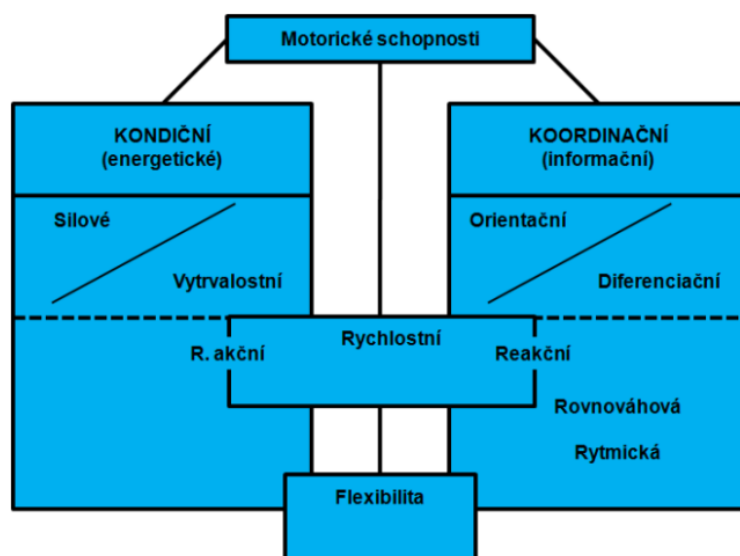 Motorické schopnosti
KONDIČNÍ
(energetické)
KOORDINAČNÍ
(informační)
Silové
Vytrvalostní
Orientační
Diferenciační
Rychlostní
R. akční
Reakční
Rovnováhová
Rytmická
Flexibilita